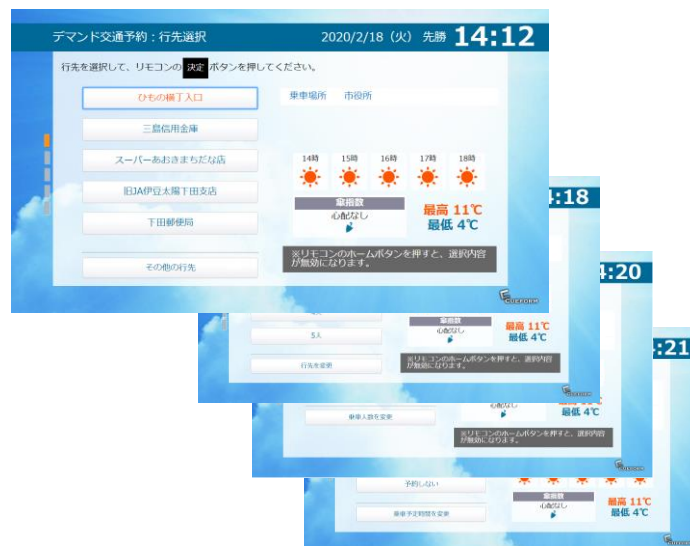 デマンド交通予約：行先選択
2020/2/18（火） 先勝 14:12
行先を選択して、リモコンの 決定 ボタンを押してください。
ひもの横丁入口
乗車場所 市役所
三島信用金庫
スーパーあおきまちだな店
14時 15時 16時 17時 18時
旧JA伊豆太陽下田支店
傘指数
心配なし
最高 11℃
最低 4℃
下田郵便局
その他の行先
※リモコンのホームボタンを押すと、選択内容
が無効になります。
EUREFORM
:18
5人
傘指数
心配なし
最高 11℃
最低 4℃
行先を変更
※リモコンのホームボタンを押すと、選択内容
が無効になります。
:20
乗車人数を変更
心配なし
最低 4℃
※リモコンのホームボタンを押すと、選択内容
が無効になります。
:21
予約しない
傘指数
心配なし
最高 11℃
最低 4℃
乗車予定時間を変更